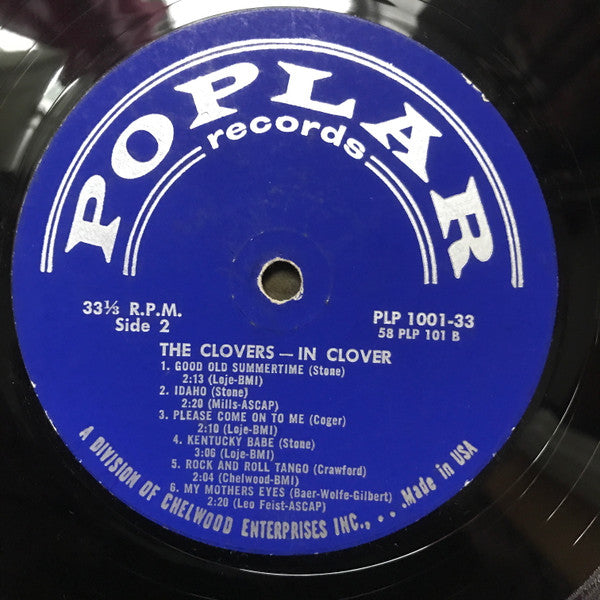 POPLAR
records
33⅓ R.P.M.
Side 2
PLP 1001-33
58 PLP 101 B
THE CLOVERS — IN CLOVER
1. GOOD OLD SUMMERTIME (Stone)
2:13 (Loje-BMI)
2. IDAHO (Stone)
2:20 (Mills-ASCAP)
3. PLEASE COME ON TO ME (Coger)
2:10 (Loje-BMI)
4. KENTUCKY BABE (Stone)
3:06 (Loje-BMI)
5. ROCK AND ROLL TANGO (Crawford)
2:04 (Chelwood-BMI)
6. MY MOTHERS EYES (Baer-Wolfe-Gilbert)
2:20 (Leo Feist-ASCAP)
A DIVISION OF CHELWOOD ENTERPRISES INC., . . . Made in USA